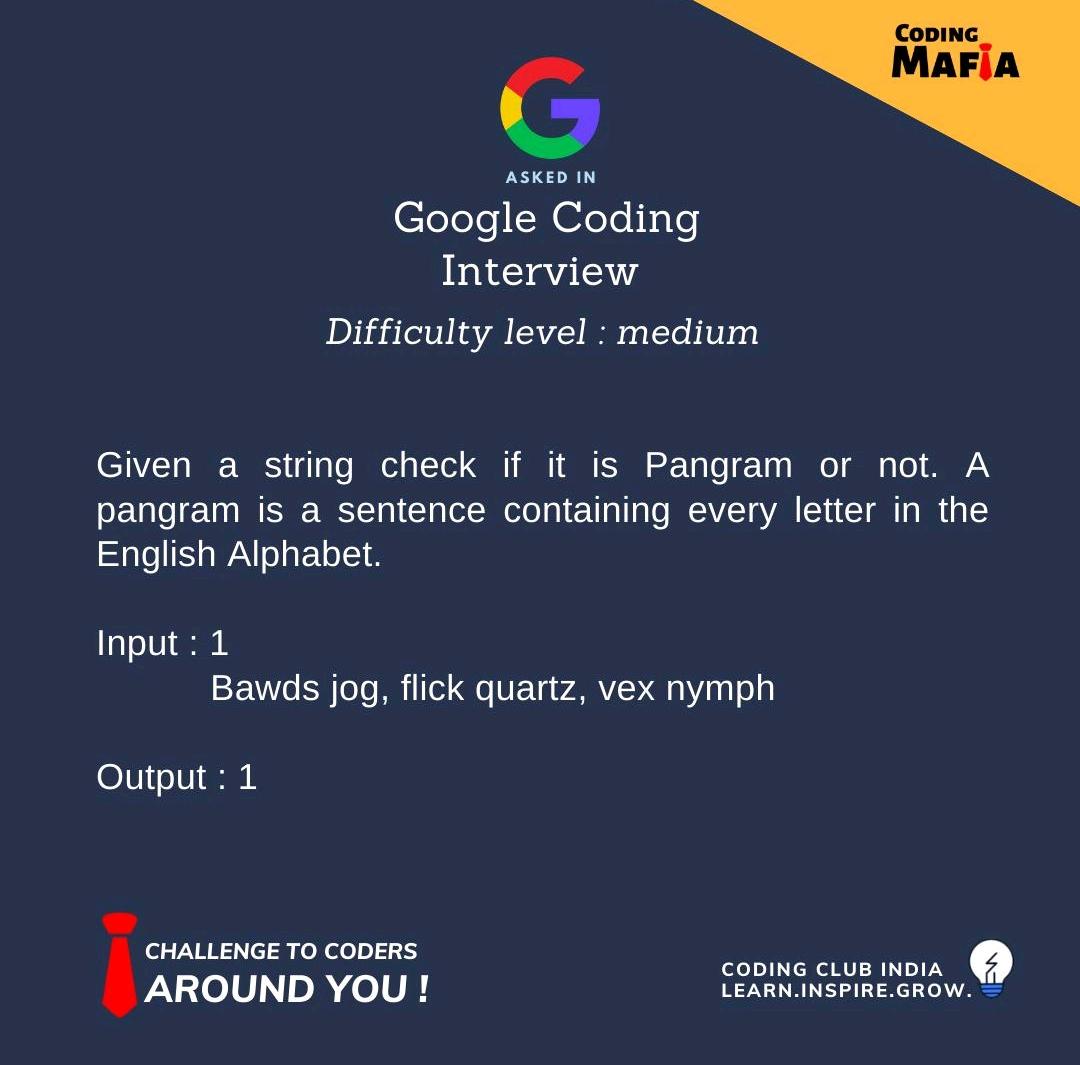 CODING
MAFIA
ASKED IN
Google Coding
Interview
Difficulty level : medium
Given a string check if it is Pangram or not. A
pangram is a sentence containing every letter in the
English Alphabet.
Input : 1
Bawds jog, flick quartz, vex nymph
Output : 1
CHALLENGE TO CODERS
AROUND YOU !
CODING CLUB INDIA
LEARN.INSPIRE.GROW.